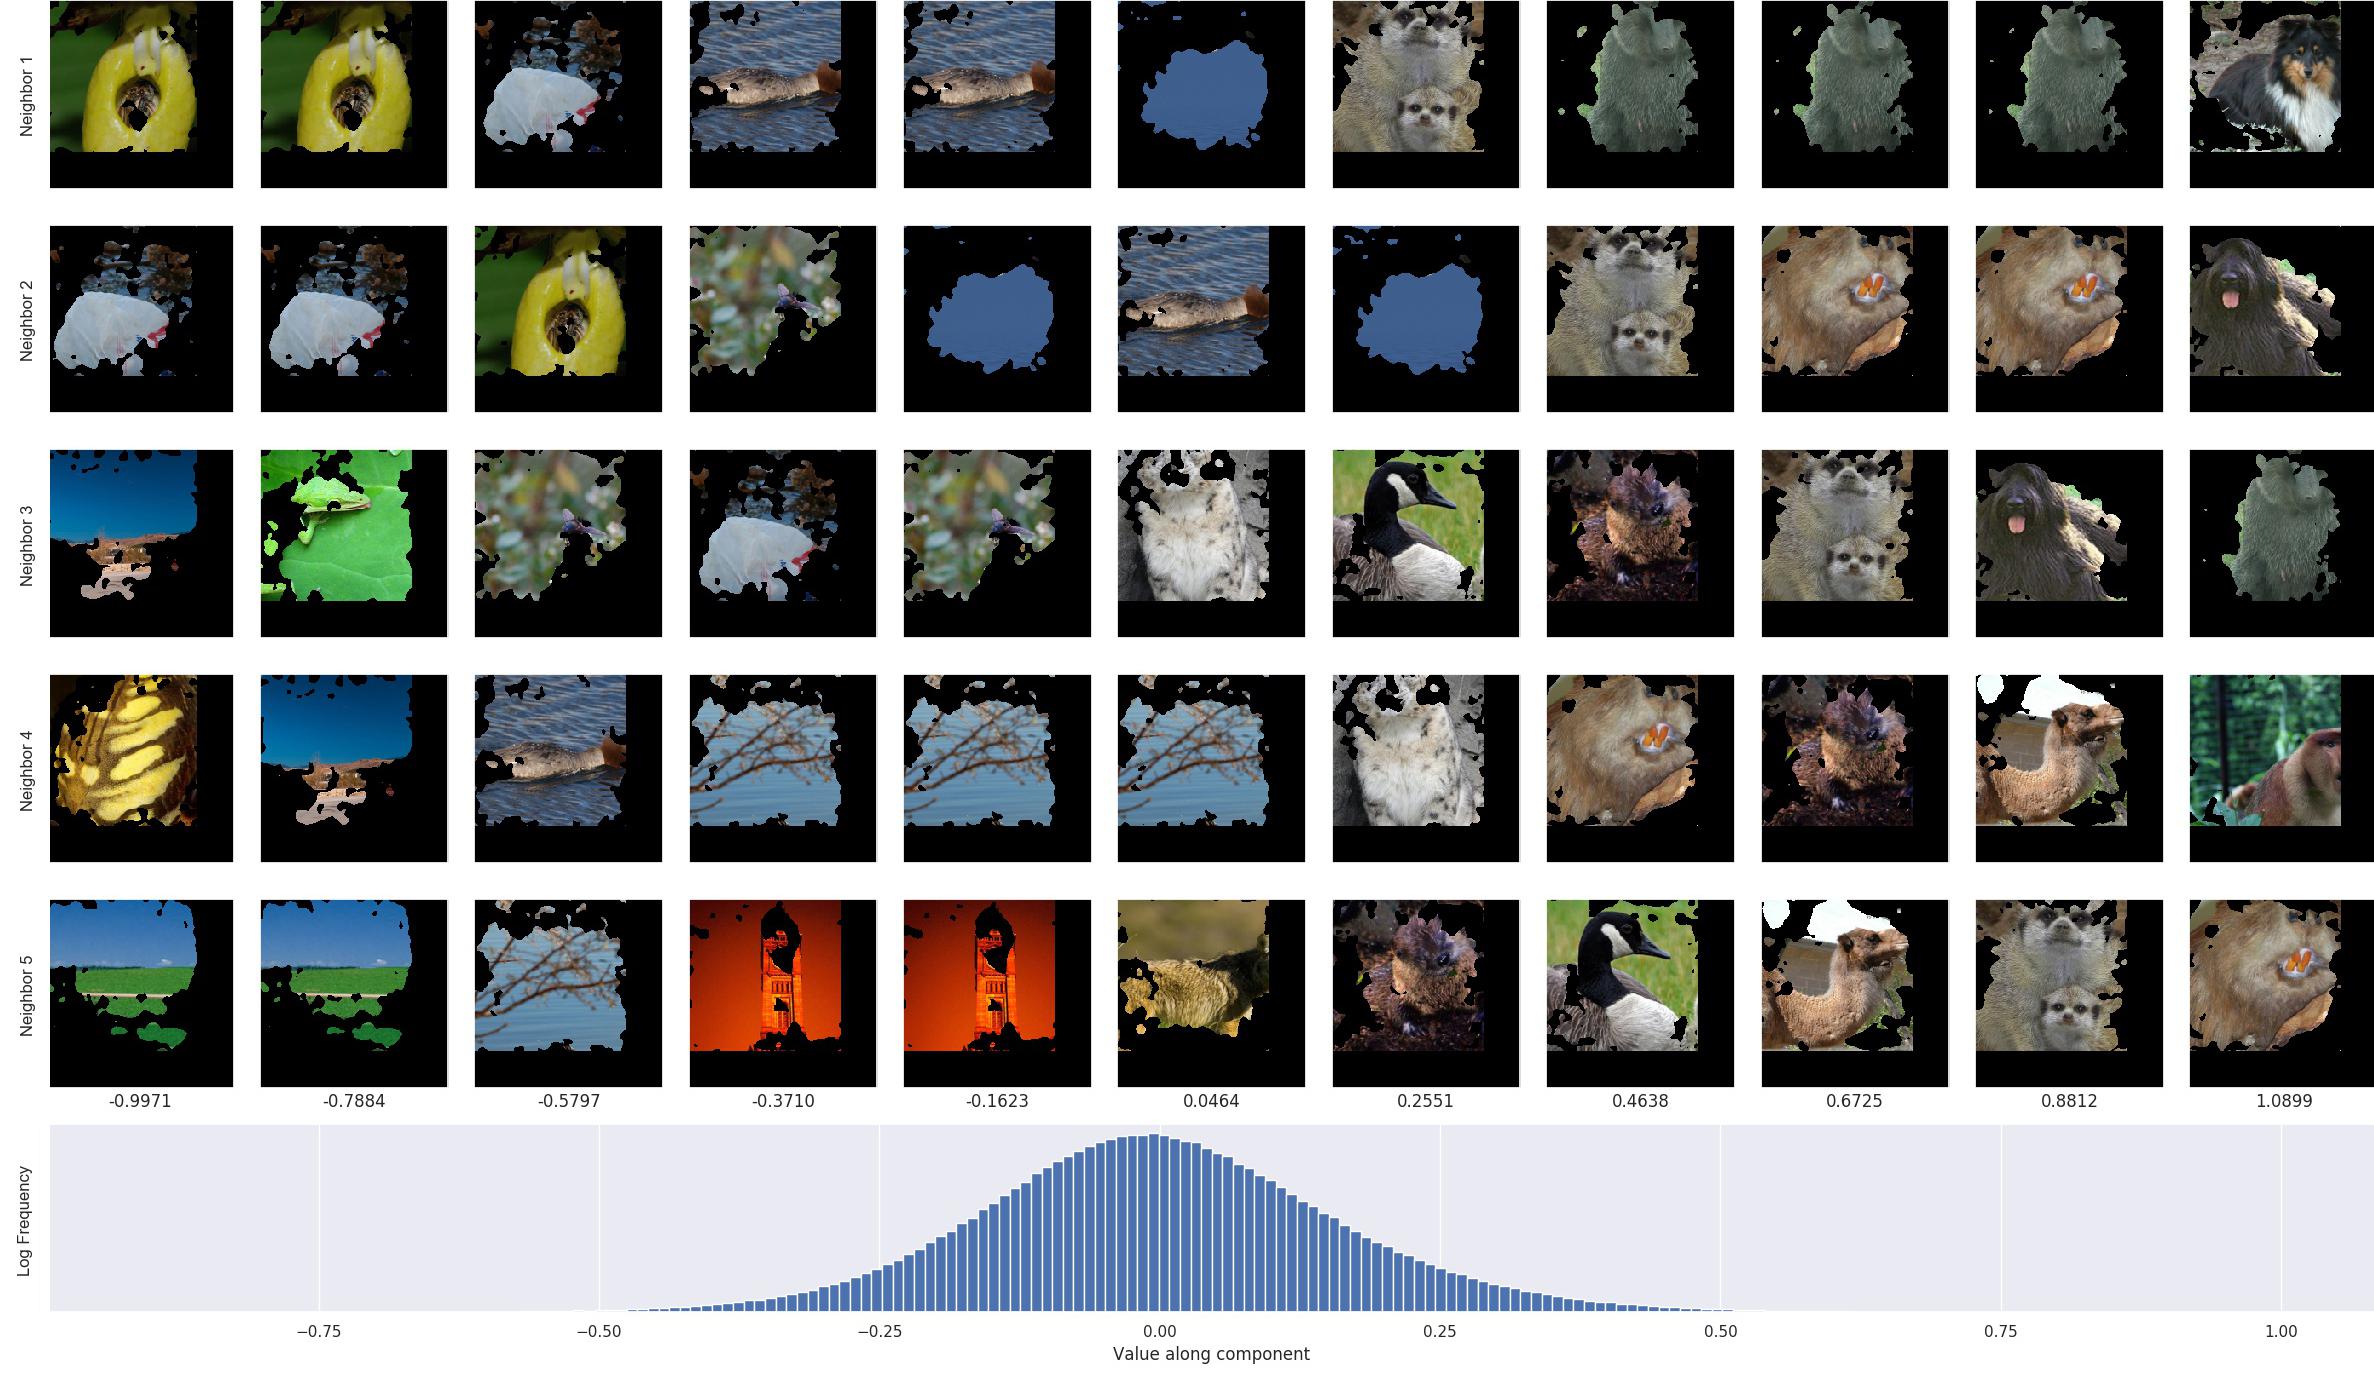 Neighbor 1
Neighbor 2
Neighbor 3
Neighbor 4
Neighbor 5
-0.9971 -0.7884 -0.5797 -0.3710 -0.1623 0.0464 0.2551 0.4638 0.6725 0.8812 1.0899
Log Frequency
−0.75 −0.50 −0.25 0.00 0.25 0.50 0.75 1.00
Value along component